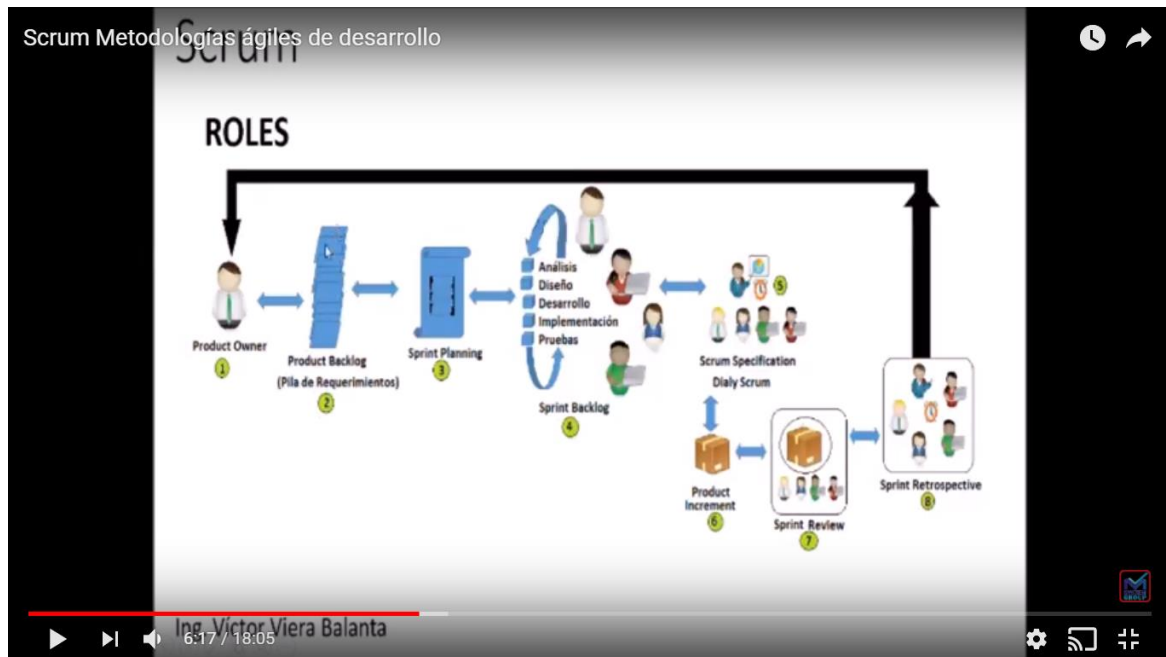 Scrum Metodologías ágiles de desarrollo
Scrum
ROLES
Product Owner
1
Product Backlog
(Pila de Requerimientos)
2
Sprint Planning
3
Análisis
Diseño
Desarrollo
Implementación
Pruebas
Sprint Backlog
4
5
Scrum Specification
Dialy Scrum
Product
Increment
6
Sprint Review
7
Sprint Retrospective
8
Ing. Víctor Viera Balanta
6:17 / 18:05